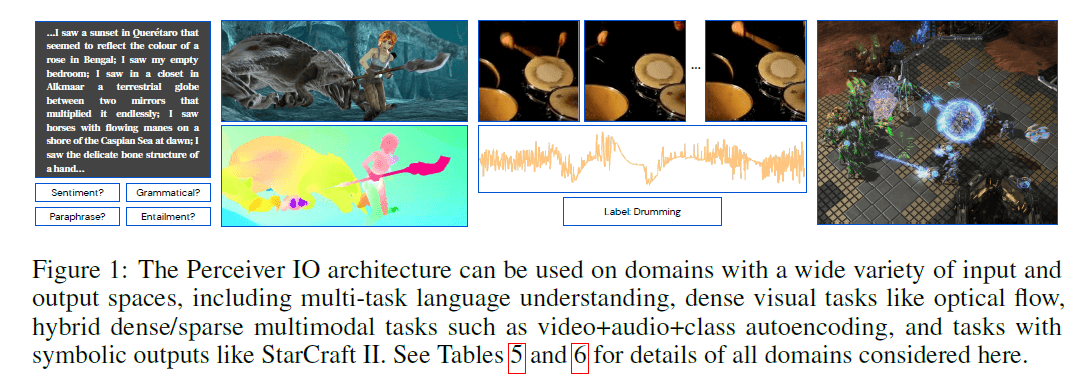 ...I saw a sunset in Querétaro that
seemed to reflect the colour of a
rose in Bengal; I saw my empty
bedroom; I saw in a closet in
Alkmaar a terrestrial globe
between two mirrors that
multiplied it endlessly; I saw
horses with flowing manes on a
shore of the Caspian Sea at dawn; I
saw the delicate bone structure of
a hand...
Sentiment?
Grammatical?
Paraphrase?
Entailment?
...
Label: Drumming
Figure 1: The Perceiver IO architecture can be used on domains with a wide variety of input and
output spaces, including multi-task language understanding, dense visual tasks like optical flow,
hybrid dense/sparse multimodal tasks such as video+audio+class autoencoding, and tasks with
symbolic outputs like StarCraft II. See Tables 5 and 6 for details of all domains considered here.